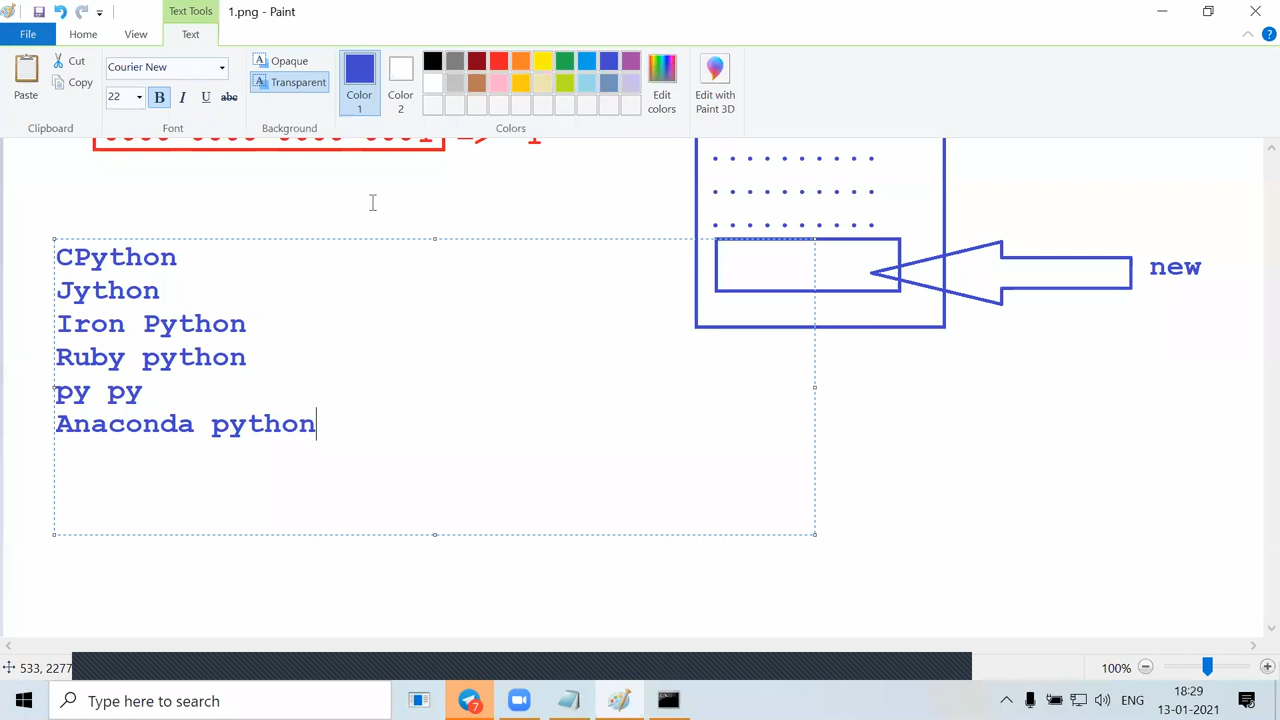 Text Tools
1.png - Paint
File
Home
View
Text
Paste
Cut
Copy
Clipboard
Courier New
22
B
I
U
abc
Font
Opaque
Transparent
Background
Color 1
Color 2
Edit colors
Colors
Edit with Paint 3D
CPython
Jython
Iron Python
Ruby python
py py
Anaconda python
new
533, 2277
100%
Type here to search
7
ENG
18:29
13-01-2021